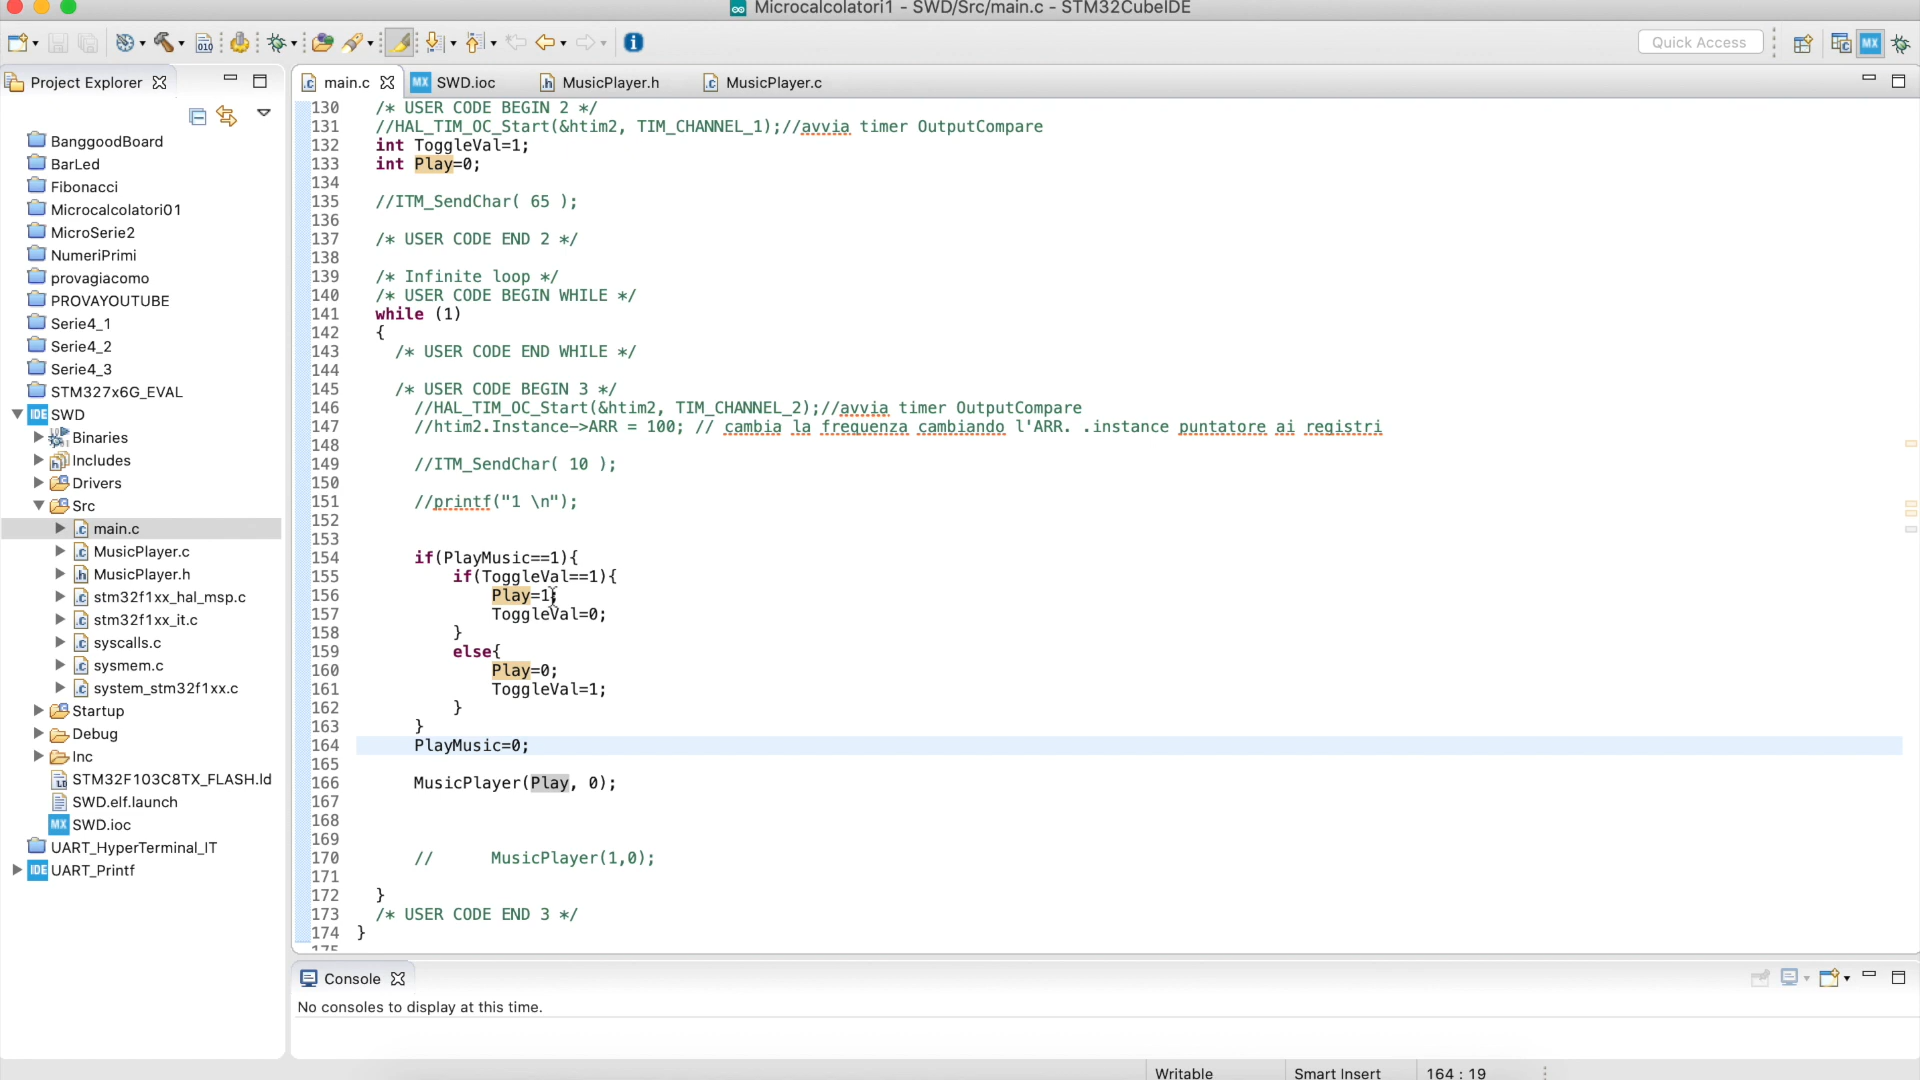 Microcalcolatori1 - SWD/Src/main.c - STM32CubeIDE
Quick Access
Project Explorer
main.c
SWD.ioc
MusicPlayer.h
MusicPlayer.c
BanggoodBoard
BarLed
Fibonacci
Microcalcolatori01
MicroSerie2
NumeriPrimi
provagiacomo
PROVAYOUTUBE
Serie4_1
Serie4_2
Serie4_3
STM327x6G_EVAL
SWD
Binaries
Includes
Drivers
Src
main.c
MusicPlayer.c
MusicPlayer.h
stm32f1xx_hal_msp.c
stm32f1xx_it.c
syscalls.c
sysmem.c
system_stm32f1xx.c
Startup
Debug
Inc
STM32F103C8TX_FLASH.ld
SWD.elf.launch
SWD.ioc
UART_HyperTerminal_IT
UART_Printf
130 /* USER CODE BEGIN 2 */
131 //HAL_TIM_OC_Start(&htim2, TIM_CHANNEL_1);//avvia timer OutputCompare
132 int ToggleVal=1;
133 int Play=0;
134
135 //ITM_SendChar( 65 );
136
137 /* USER CODE END 2 */
138
139 /* Infinite loop */
140 /* USER CODE BEGIN WHILE */
141 while (1)
142 {
143 /* USER CODE END WHILE */
144
145 /* USER CODE BEGIN 3 */
146 //HAL_TIM_OC_Start(&htim2, TIM_CHANNEL_2);//avvia timer OutputCompare
147 //htim2.Instance->ARR = 100; // cambia la frequenza cambiando l'ARR. .instance puntatore ai registri
148
149 //ITM_SendChar( 10 );
150
151 //printf("1 \n");
152
153
154 if(PlayMusic==1){
155 if(ToggleVal==1){
156 Play=1;
157 ToggleVal=0;
158 }
159 else{
160 Play=0;
161 ToggleVal=1;
162 }
163 }
164 PlayMusic=0;
165
166 MusicPlayer(Play, 0);
167
168
169
170 // MusicPlayer(1,0);
171
172 }
173 /* USER CODE END 3 */
174 }
175
Console
No consoles to display at this time.
Writable
Smart Insert
164 : 19